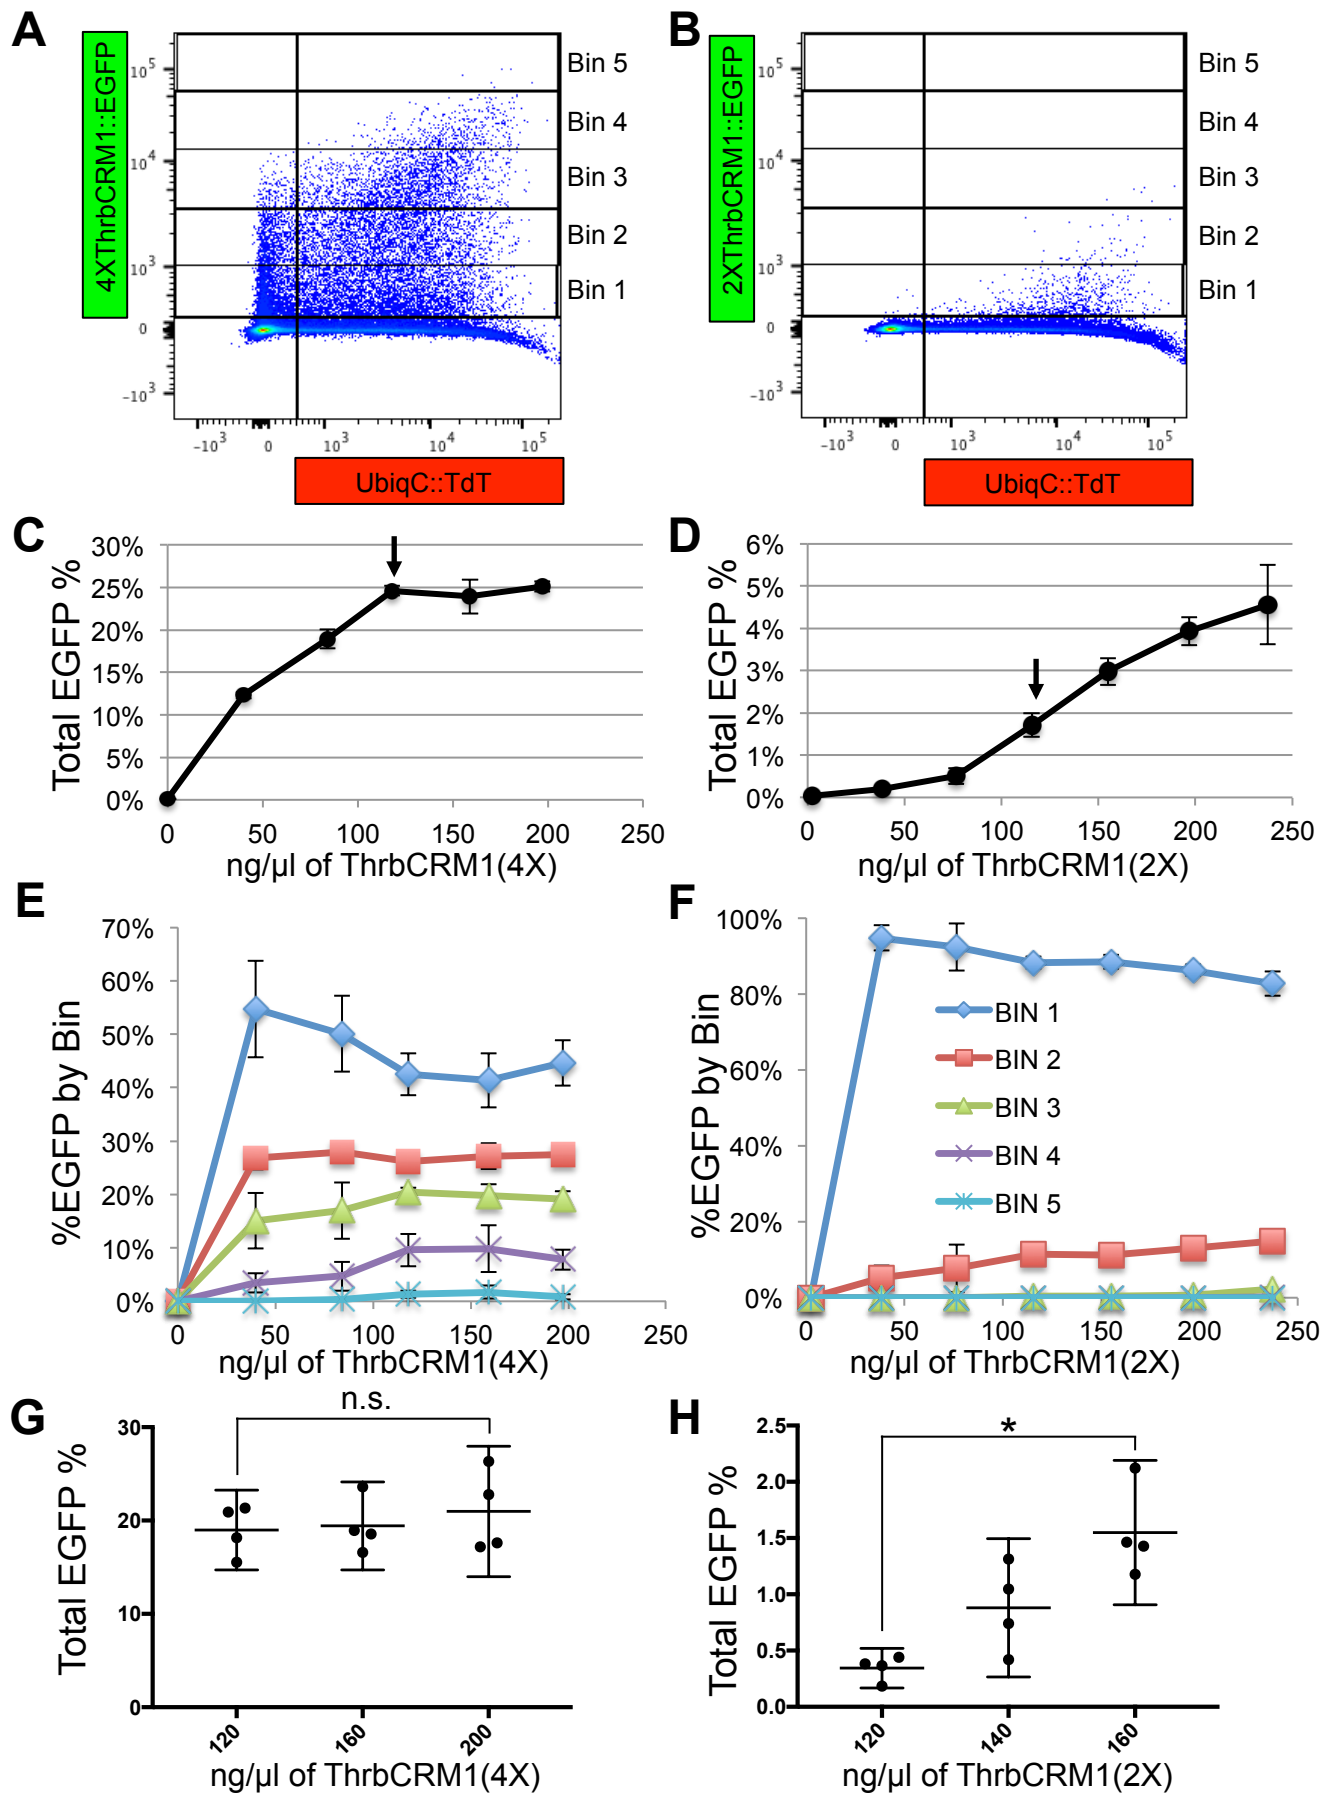 A
4XThrbCRM1::EGFP
10^5
10^4
10^3
0
-10^3
Bin 5
Bin 4
Bin 3
Bin 2
Bin 1
-10^3 0 10^3 10^4 10^5
UbiqC::TdT
B
2XThrbCRM1::EGFP
10^5
10^4
10^3
0
-10^3
Bin 5
Bin 4
Bin 3
Bin 2
Bin 1
-10^3 0 10^3 10^4 10^5
UbiqC::TdT
C
Total EGFP %
30%
25%
20%
15%
10%
5%
0%
0 50 100 150 200 250
ng/µl of ThrbCRM1(4X)
D
Total EGFP %
6%
5%
4%
3%
2%
1%
0%
0 50 100 150 200 250
ng/µl of ThrbCRM1(2X)
E
%EGFP by Bin
70%
60%
50%
40%
30%
20%
10%
0%
0 50 100 150 200 250
ng/µl of ThrbCRM1(4X)
F
%EGFP by Bin
100%
80%
60%
40%
20%
0%
BIN 1
BIN 2
BIN 3
BIN 4
BIN 5
0 50 100 150 200 250
ng/µl of ThrbCRM1(2X)
G
n.s.
Total EGFP %
30
20
10
0
120 160 200
ng/µl of ThrbCRM1(4X)
H
*
Total EGFP %
2.5
2.0
1.5
1.0
0.5
0.0
120 140 160
ng/µl of ThrbCRM1(2X)